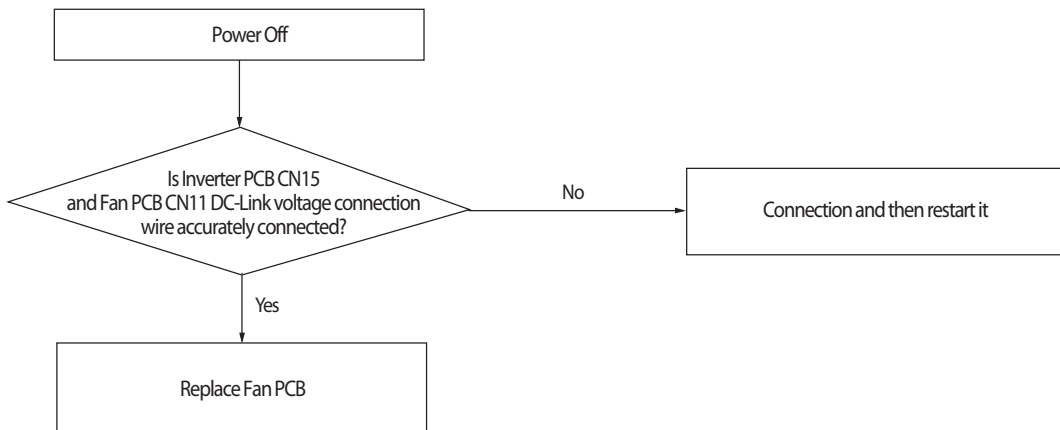 Power Off
Is Inverter PCB CN15
and Fan PCB CN11 DC-Link voltage connection
wire accurately connected?
No
Connection and then restart it
Yes
Replace Fan PCB